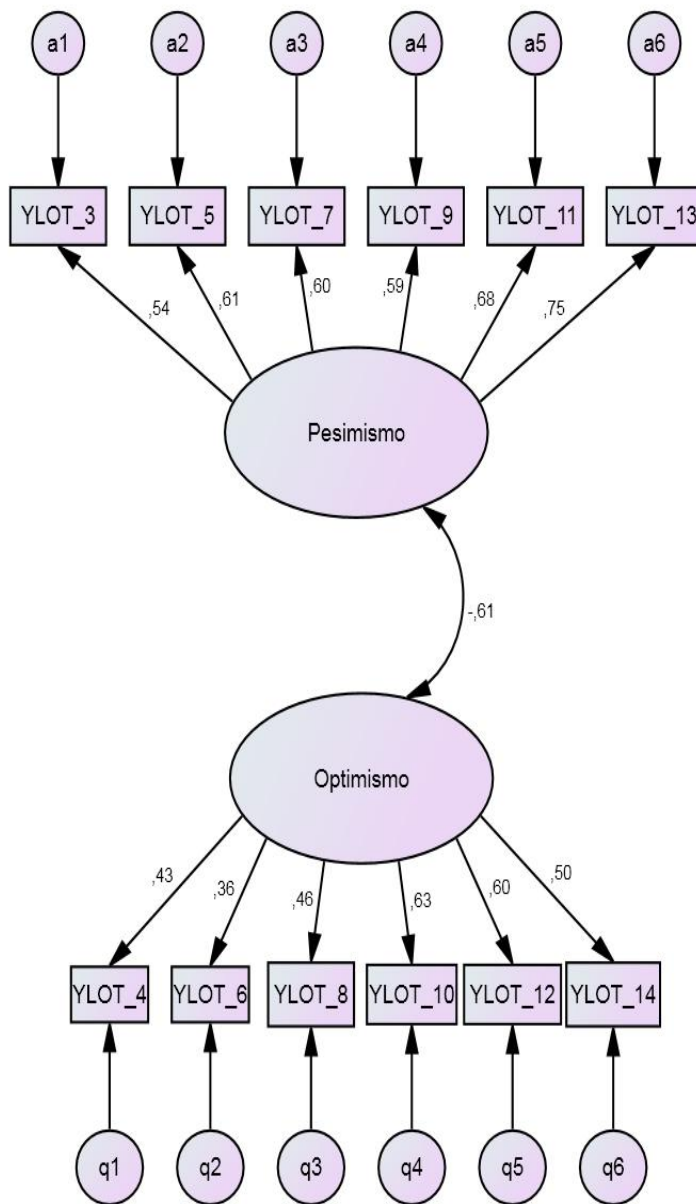 a1 a2 a3 a4 a5 a6
YLOT_3 YLOT_5 YLOT_7 YLOT_9 YLOT_11 YLOT_13
,54 ,61 ,60 ,59 ,68 ,75
Pesimismo
-,61
Optimismo
,43 ,36 ,46 ,63 ,60 ,50
YLOT_4 YLOT_6 YLOT_8 YLOT_10 YLOT_12 YLOT_14
q1 q2 q3 q4 q5 q6